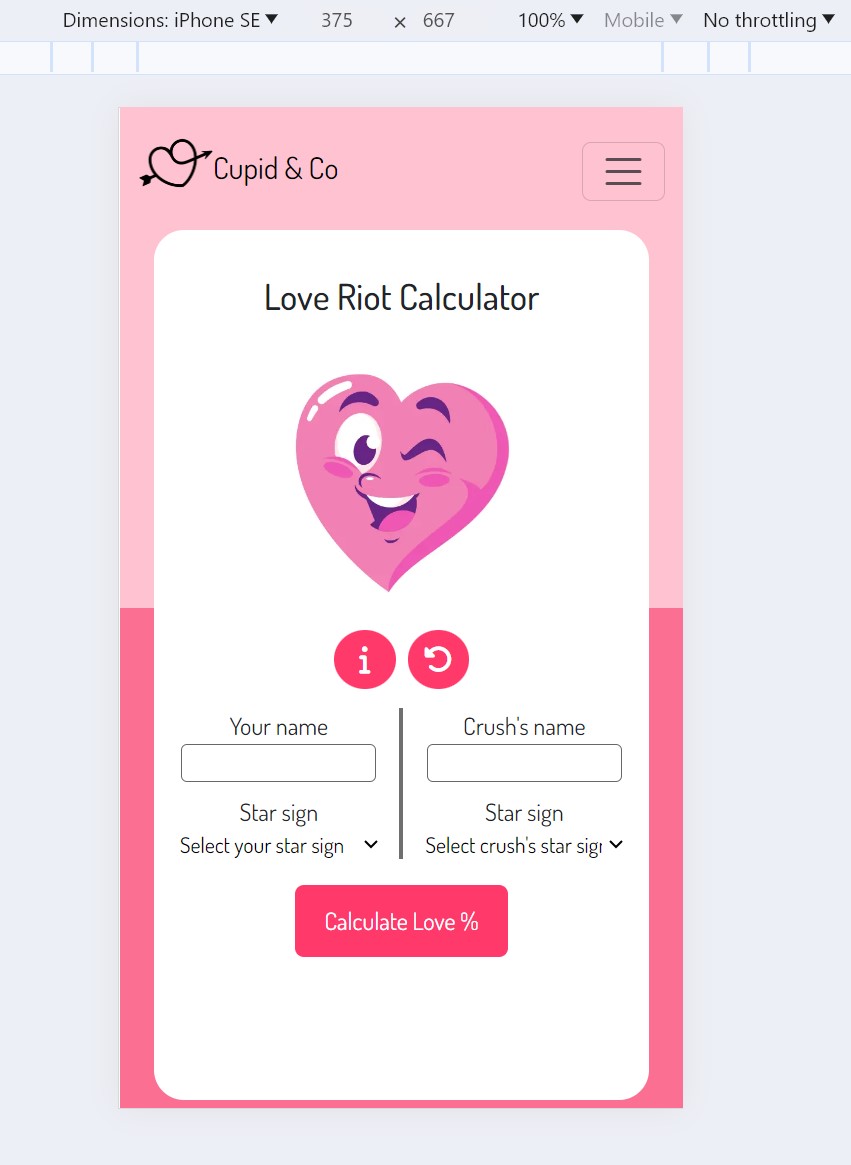 Dimensions: iPhone SE 375 × 667 100% Mobile No throttling
Cupid & Co
Love Riot Calculator
Your name Crush's name
Star sign Star sign
Select your star sign Select crush's star sign
Calculate Love %